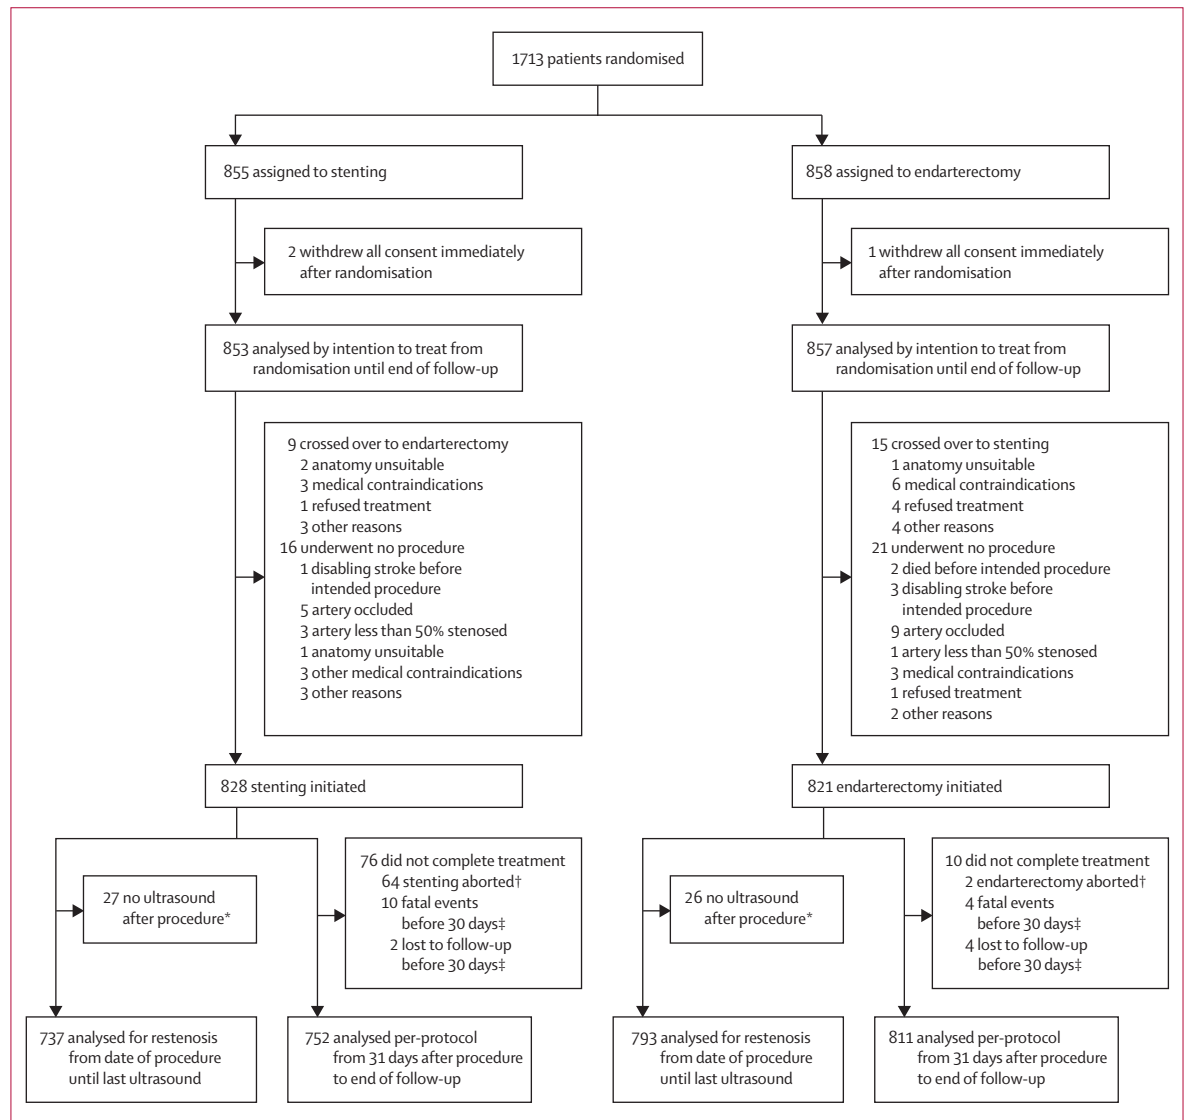 1713 patients randomised
855 assigned to stenting
858 assigned to endarterectomy
2 withdrew all consent immediately
after randomisation
1 withdrew all consent immediately
after randomisation
853 analysed by intention to treat from
randomisation until end of follow-up
857 analysed by intention to treat from
randomisation until end of follow-up
9 crossed over to endarterectomy
2 anatomy unsuitable
3 medical contraindications
1 refused treatment
3 other reasons
16 underwent no procedure
1 disabling stroke before
intended procedure
5 artery occluded
3 artery less than 50% stenosed
1 anatomy unsuitable
3 other medical contraindications
3 other reasons
15 crossed over to stenting
1 anatomy unsuitable
6 medical contraindications
4 refused treatment
4 other reasons
21 underwent no procedure
2 died before intended procedure
3 disabling stroke before
intended procedure
9 artery occluded
1 artery less than 50% stenosed
3 medical contraindications
1 refused treatment
2 other reasons
828 stenting initiated
821 endarterectomy initiated
27 no ultrasound
after procedure*
76 did not complete treatment
64 stenting aborted†
10 fatal events
before 30 days‡
2 lost to follow-up
before 30 days‡
26 no ultrasound
after procedure*
10 did not complete treatment
2 endarterectomy aborted†
4 fatal events
before 30 days‡
4 lost to follow-up
before 30 days‡
737 analysed for restenosis
from date of procedure
until last ultrasound
752 analysed per-protocol
from 31 days after procedure
to end of follow-up
793 analysed for restenosis
from date of procedure
until last ultrasound
811 analysed per-protocol
from 31 days after procedure
to end of follow-up